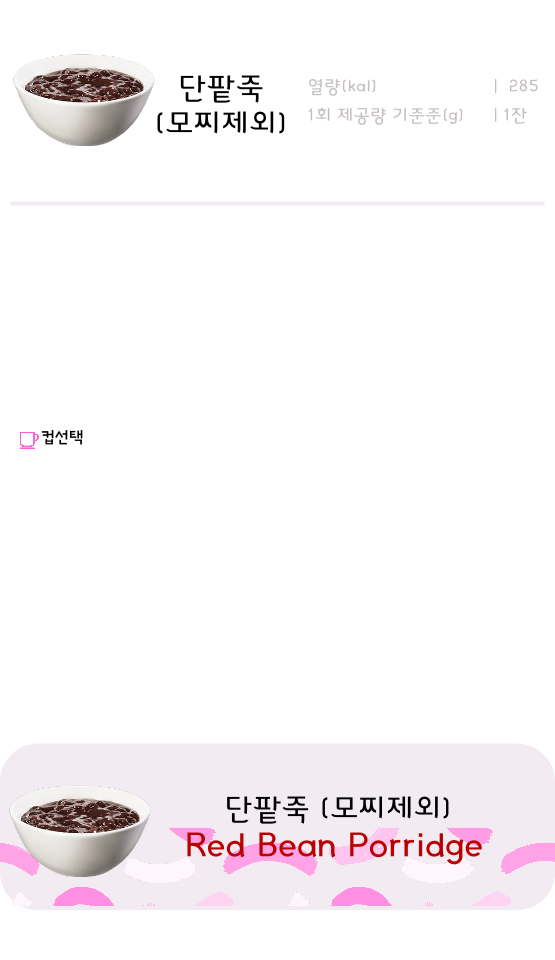 단팥죽
(모찌제외)
열량(kal) | 285
1회 제공량 기준준(g) | 1잔
컵선택
단팥죽 (모찌제외)
Red Bean Porridge